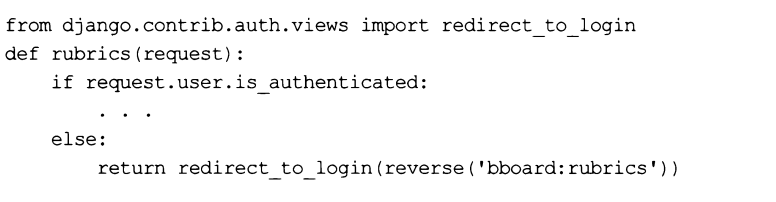 from django.contrib.auth.views import redirect_to_login
def rubrics(request):
    if request.user.is_authenticated:
        . . .
    else:
        return redirect_to_login(reverse('bboard:rubrics'))